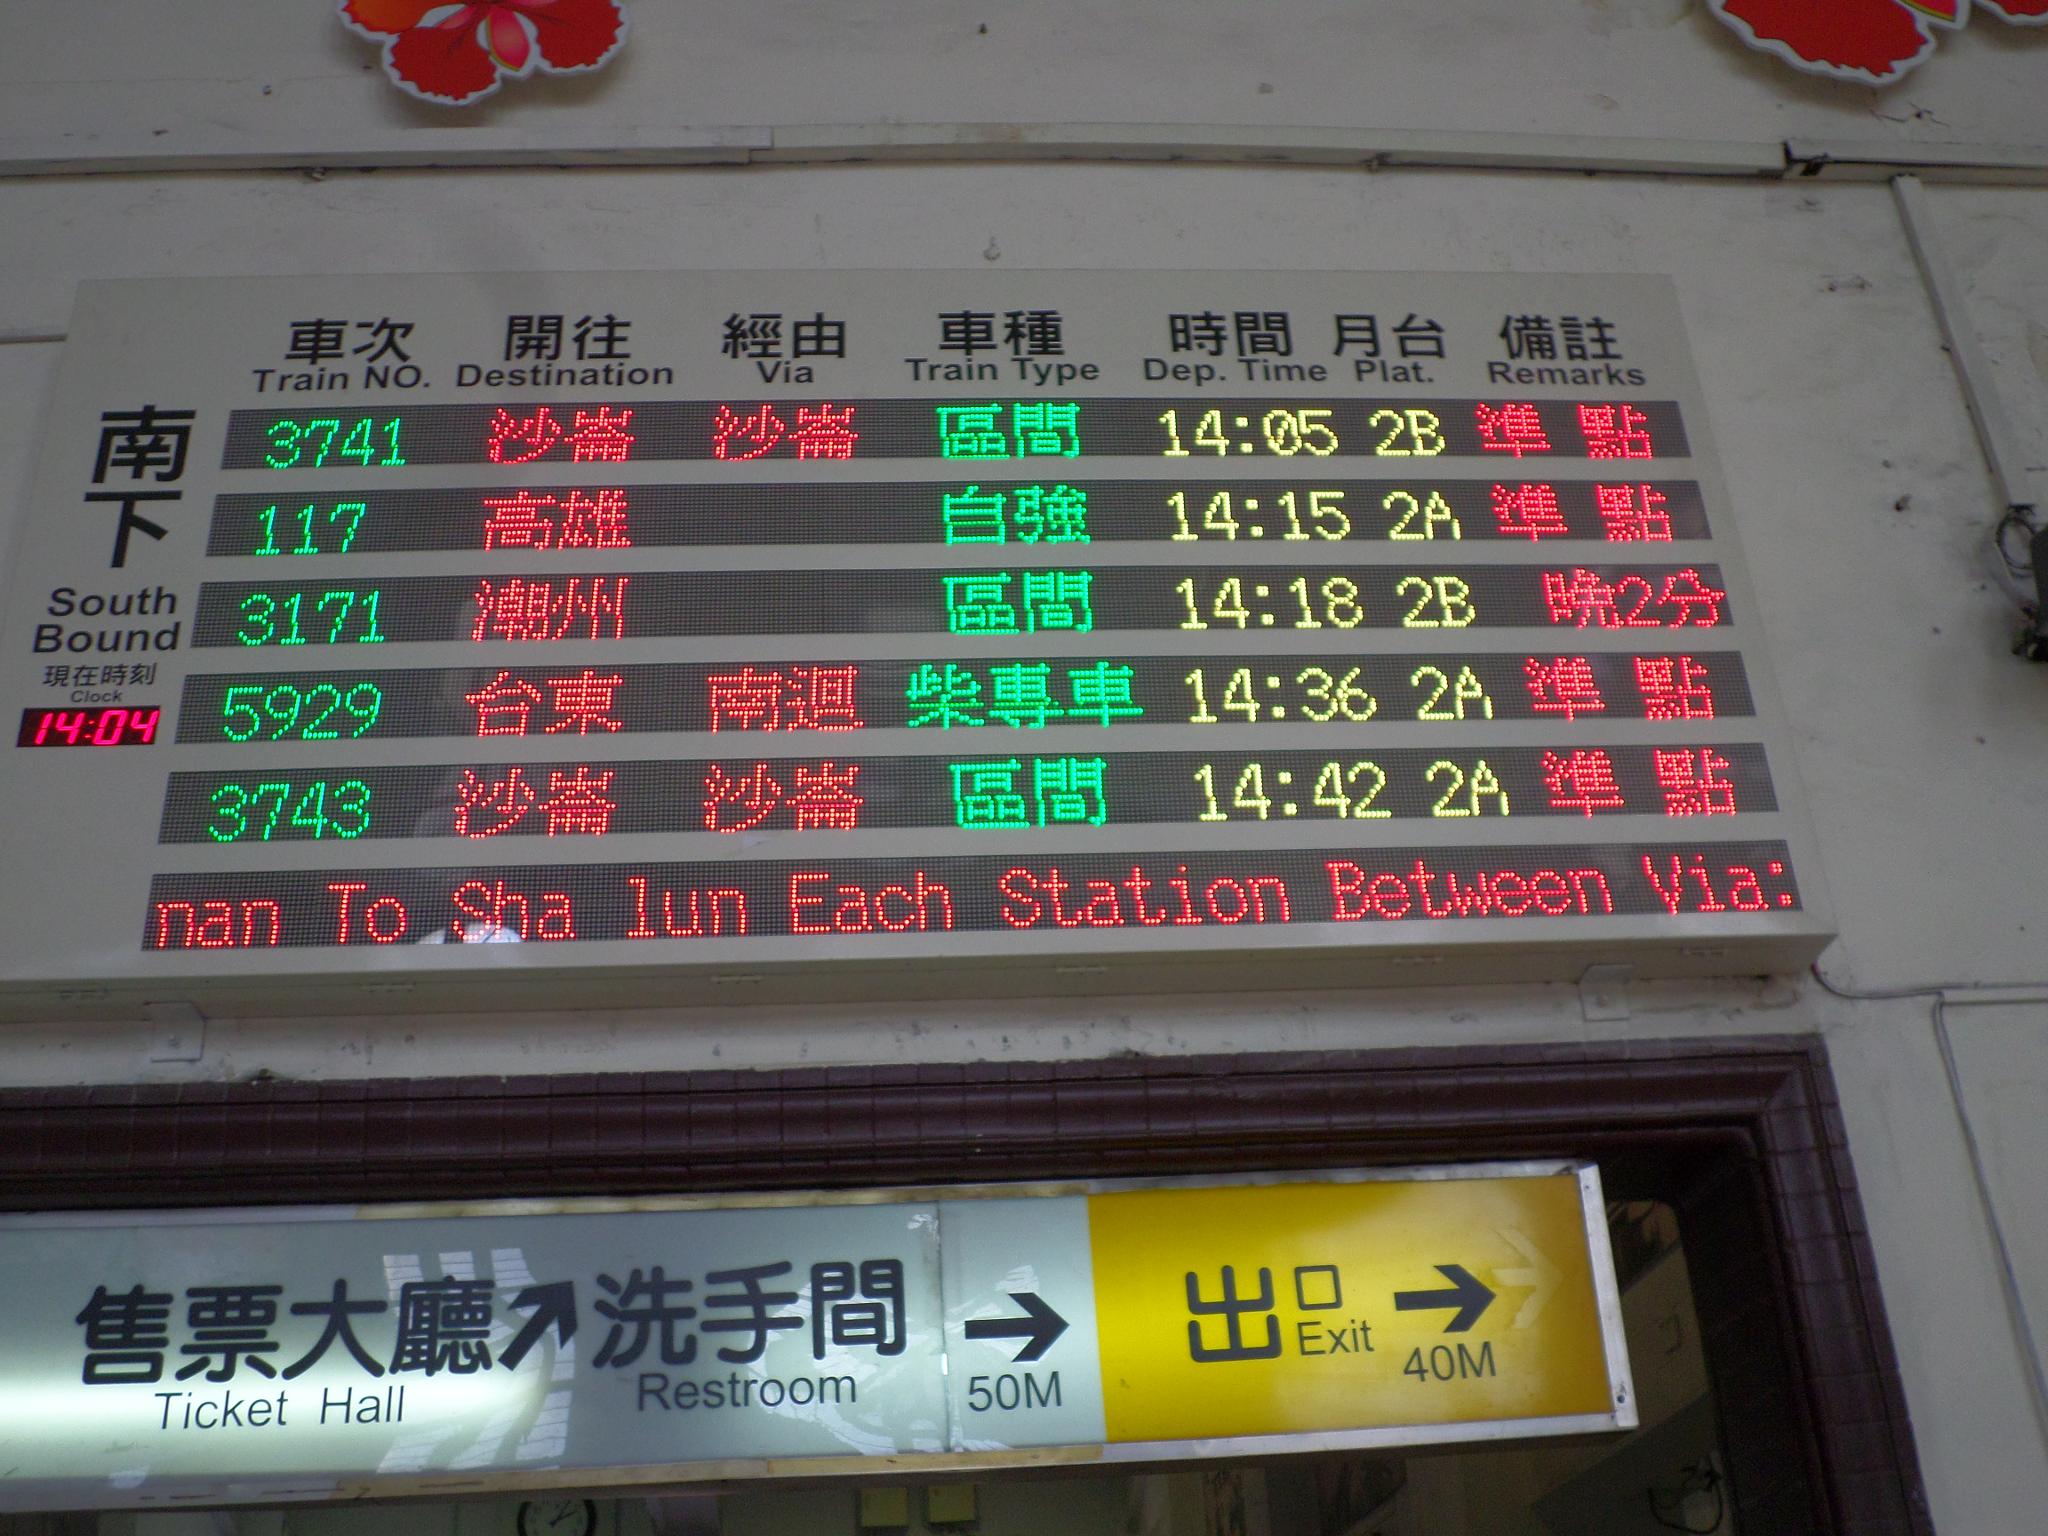 車次 開往 經由 車種 時間 月台 備註
Train NO. Destination Via Train Type Dep. Time Plat. Remarks
南下
South
Bound
現在時刻
Clock
14:04
3741 沙崙 沙崙 區間 14:05 2B 準點
117 高雄 自強 14:15 2A 準點
3171 潮州 區間 14:18 2B 晚2分
5929 台東 南迴 柴專車 14:36 2A 準點
3743 沙崙 沙崙 區間 14:42 2A 準點
nan To Sha lun Each Station Between Via:
售票大廳 ↗ 洗手間 → 出口 →
Ticket Hall Restroom 50M Exit 40M